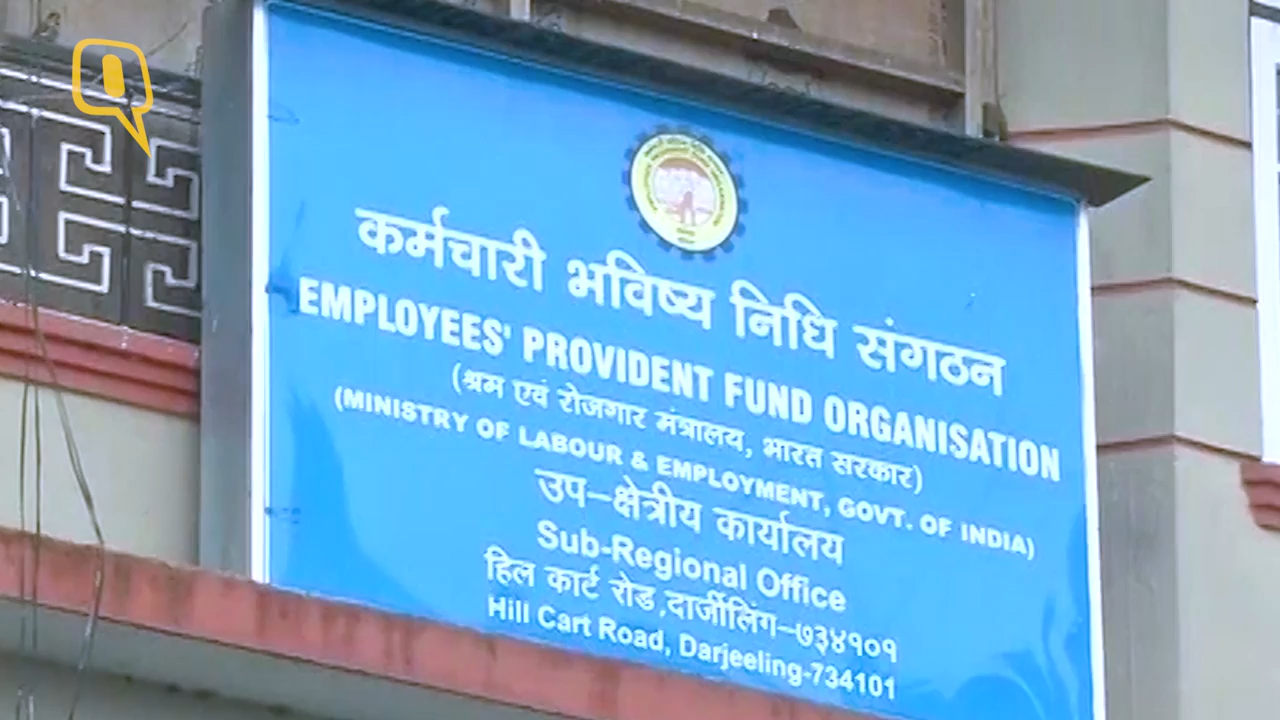 कर्मचारी भविष्य निधि संगठन
EMPLOYEES' PROVIDENT FUND ORGANISATION
(श्रम एवं रोजगार मंत्रालय, भारत सरकार)
(MINISTRY OF LABOUR & EMPLOYMENT, GOVT. OF INDIA)
उप–क्षेत्रीय कार्यालय
Sub-Regional Office
हिल कार्ट रोड,दार्जीलिंग–७३४१०१
Hill Cart Road, Darjeeling-734101